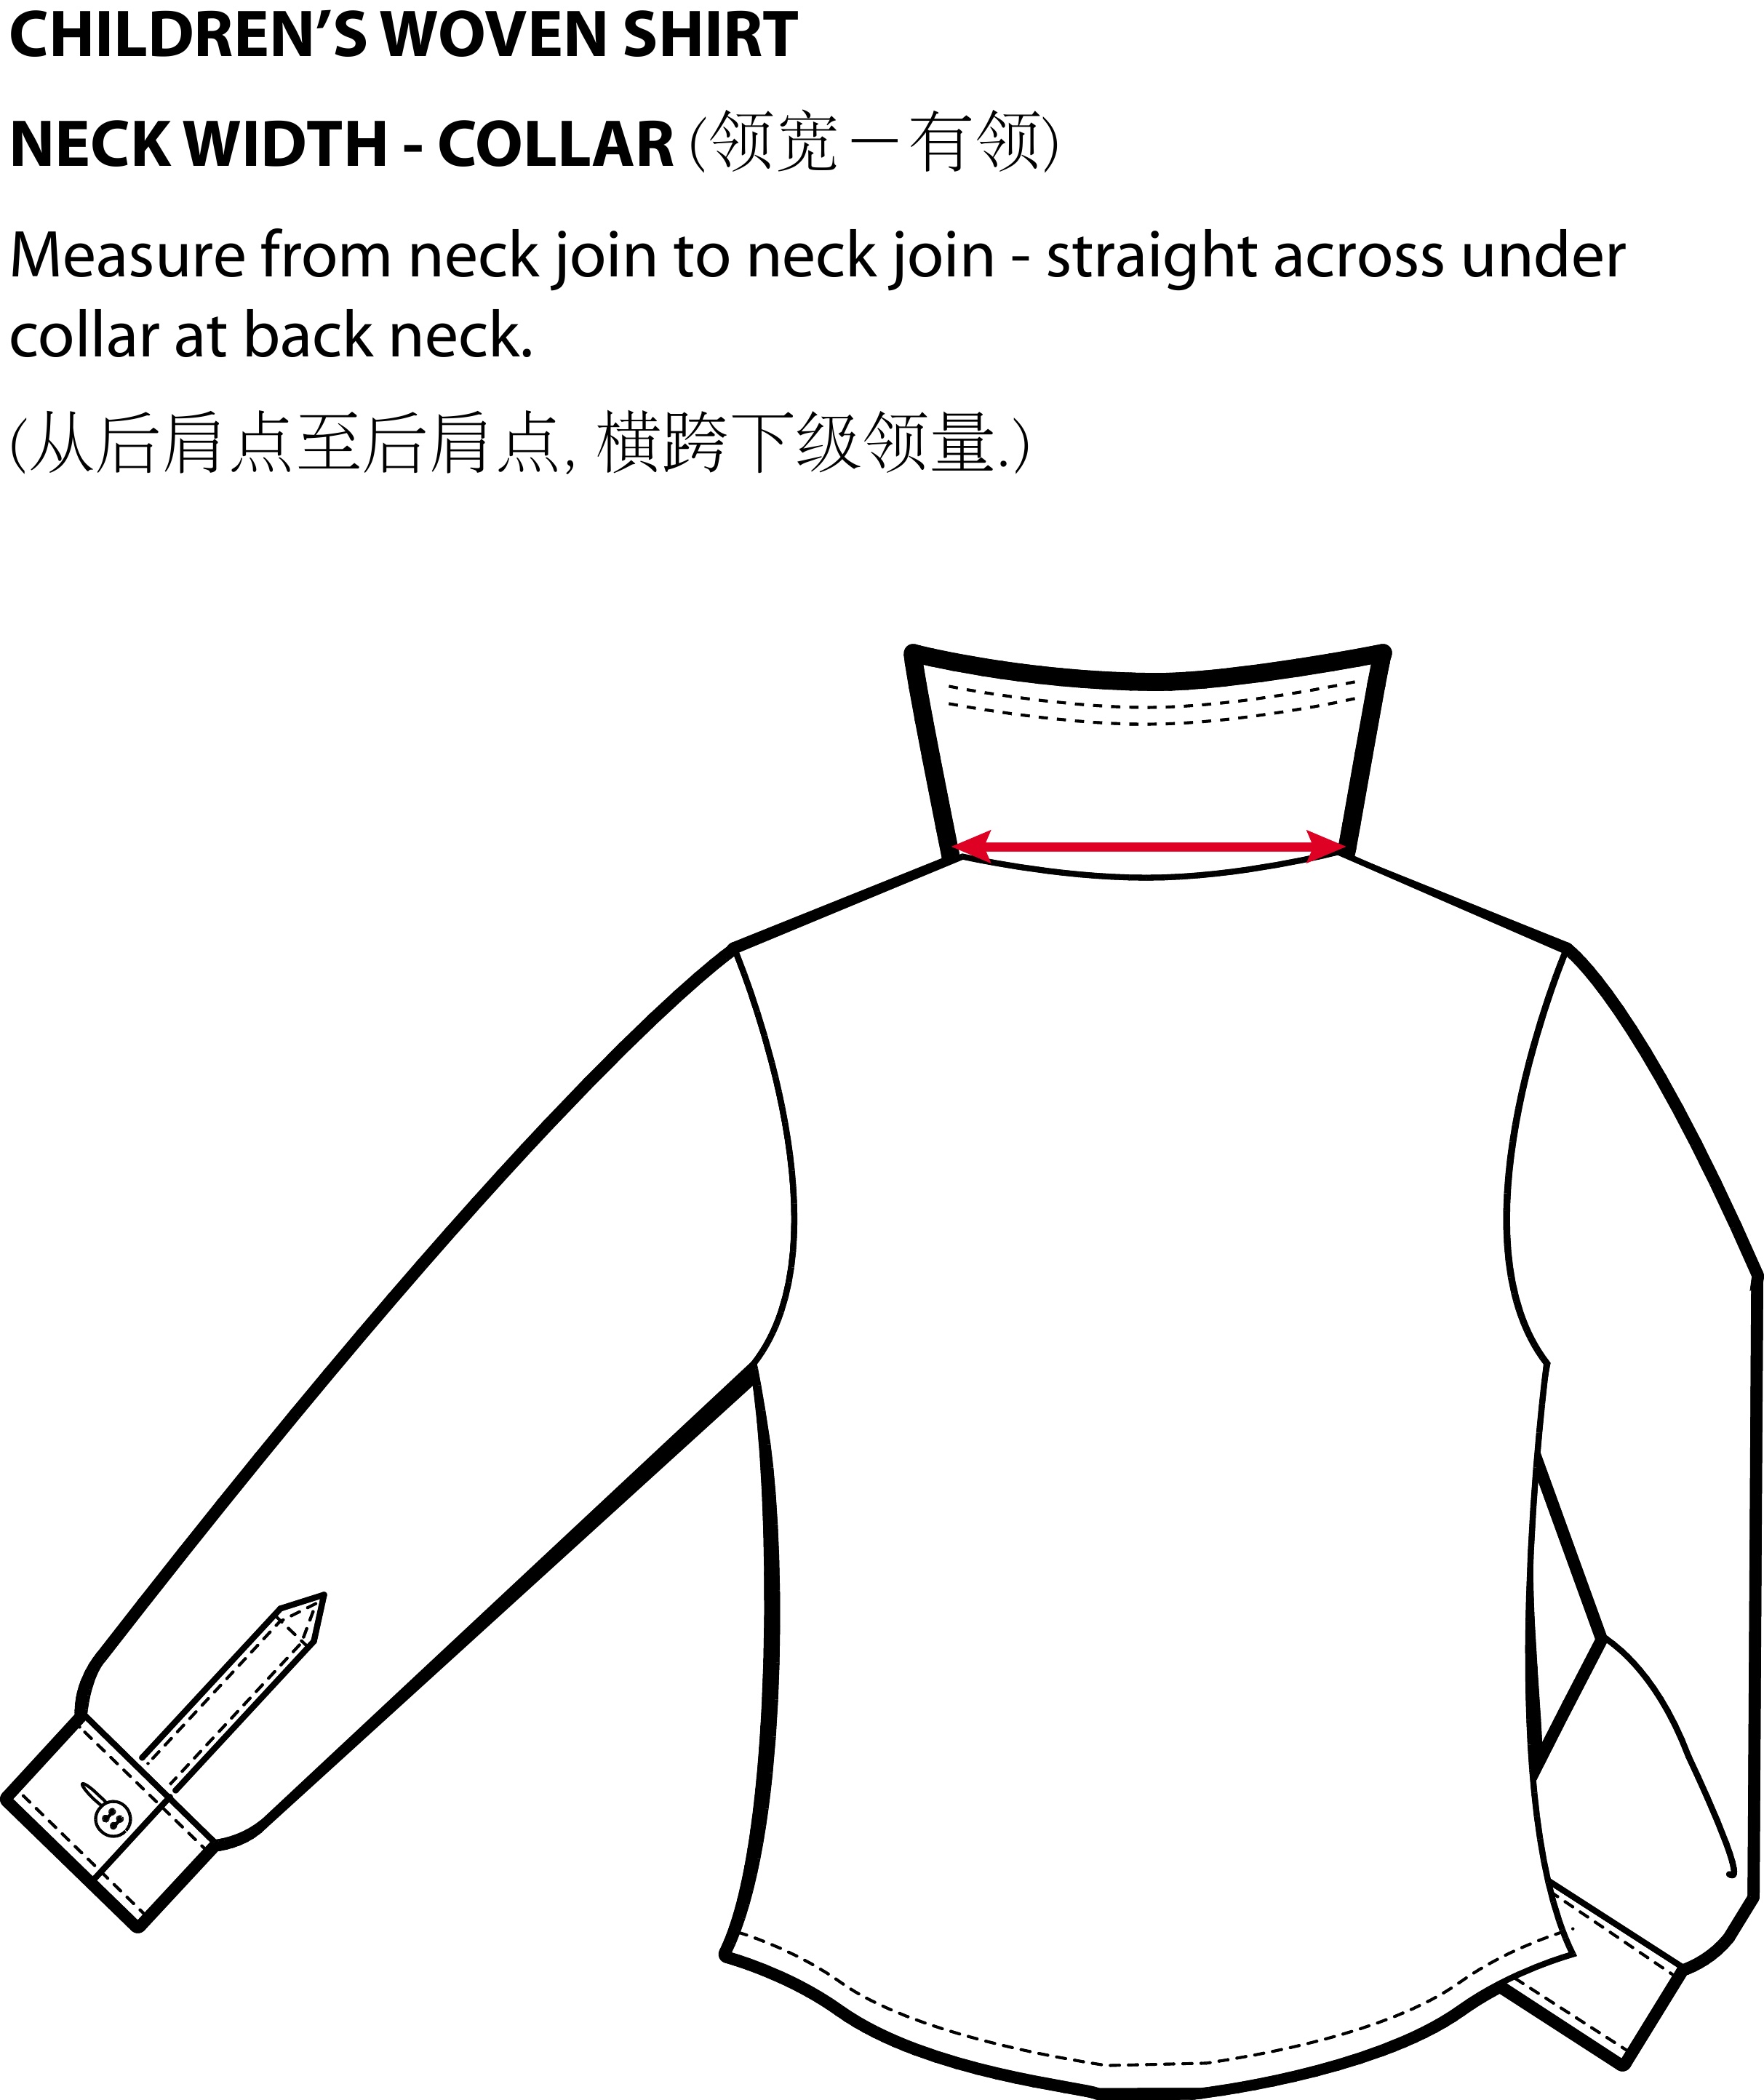 CHILDREN’S WOVEN SHIRT
NECK WIDTH - COLLAR (领宽—有领)
Measure from neck join to neck join - straight across under
collar at back neck.
(从后肩点至后肩点, 横跨下级领量.)